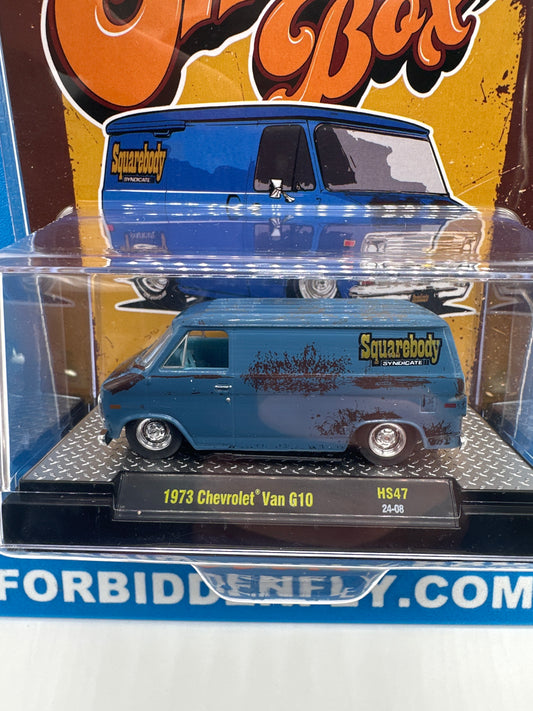 Box
Squarebody
SYNDICATE
Squarebody
SYNDICATE
1973 Chevrolet® Van G10
HS47
24-08
FORBIDDENFLY.COM